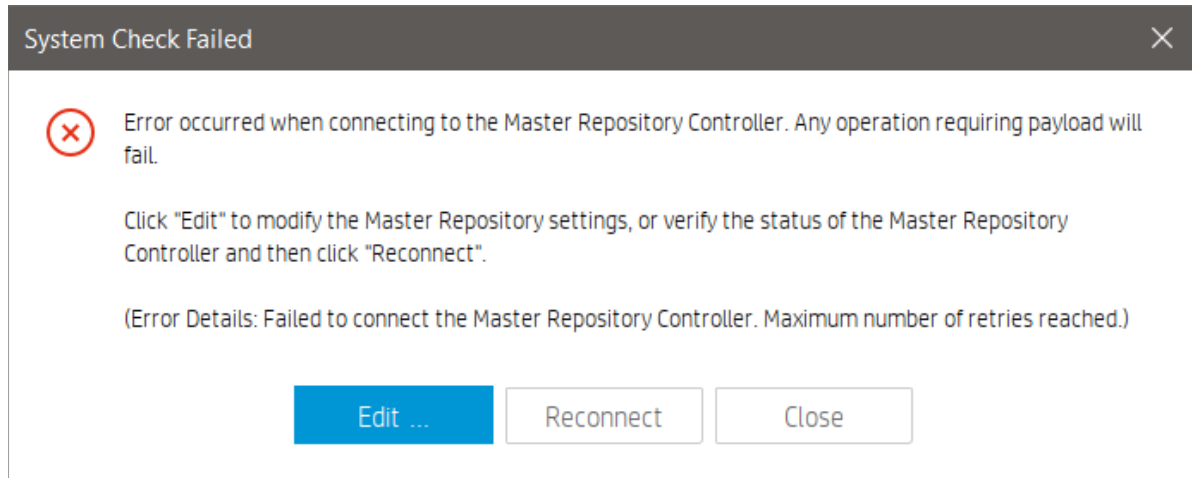 System Check Failed
Error occurred when connecting to the Master Repository Controller. Any operation requiring payload will
fail.
Click "Edit" to modify the Master Repository settings, or verify the status of the Master Repository
Controller and then click "Reconnect".
(Error Details: Failed to connect the Master Repository Controller. Maximum number of retries reached.)
Edit ...
Reconnect
Close